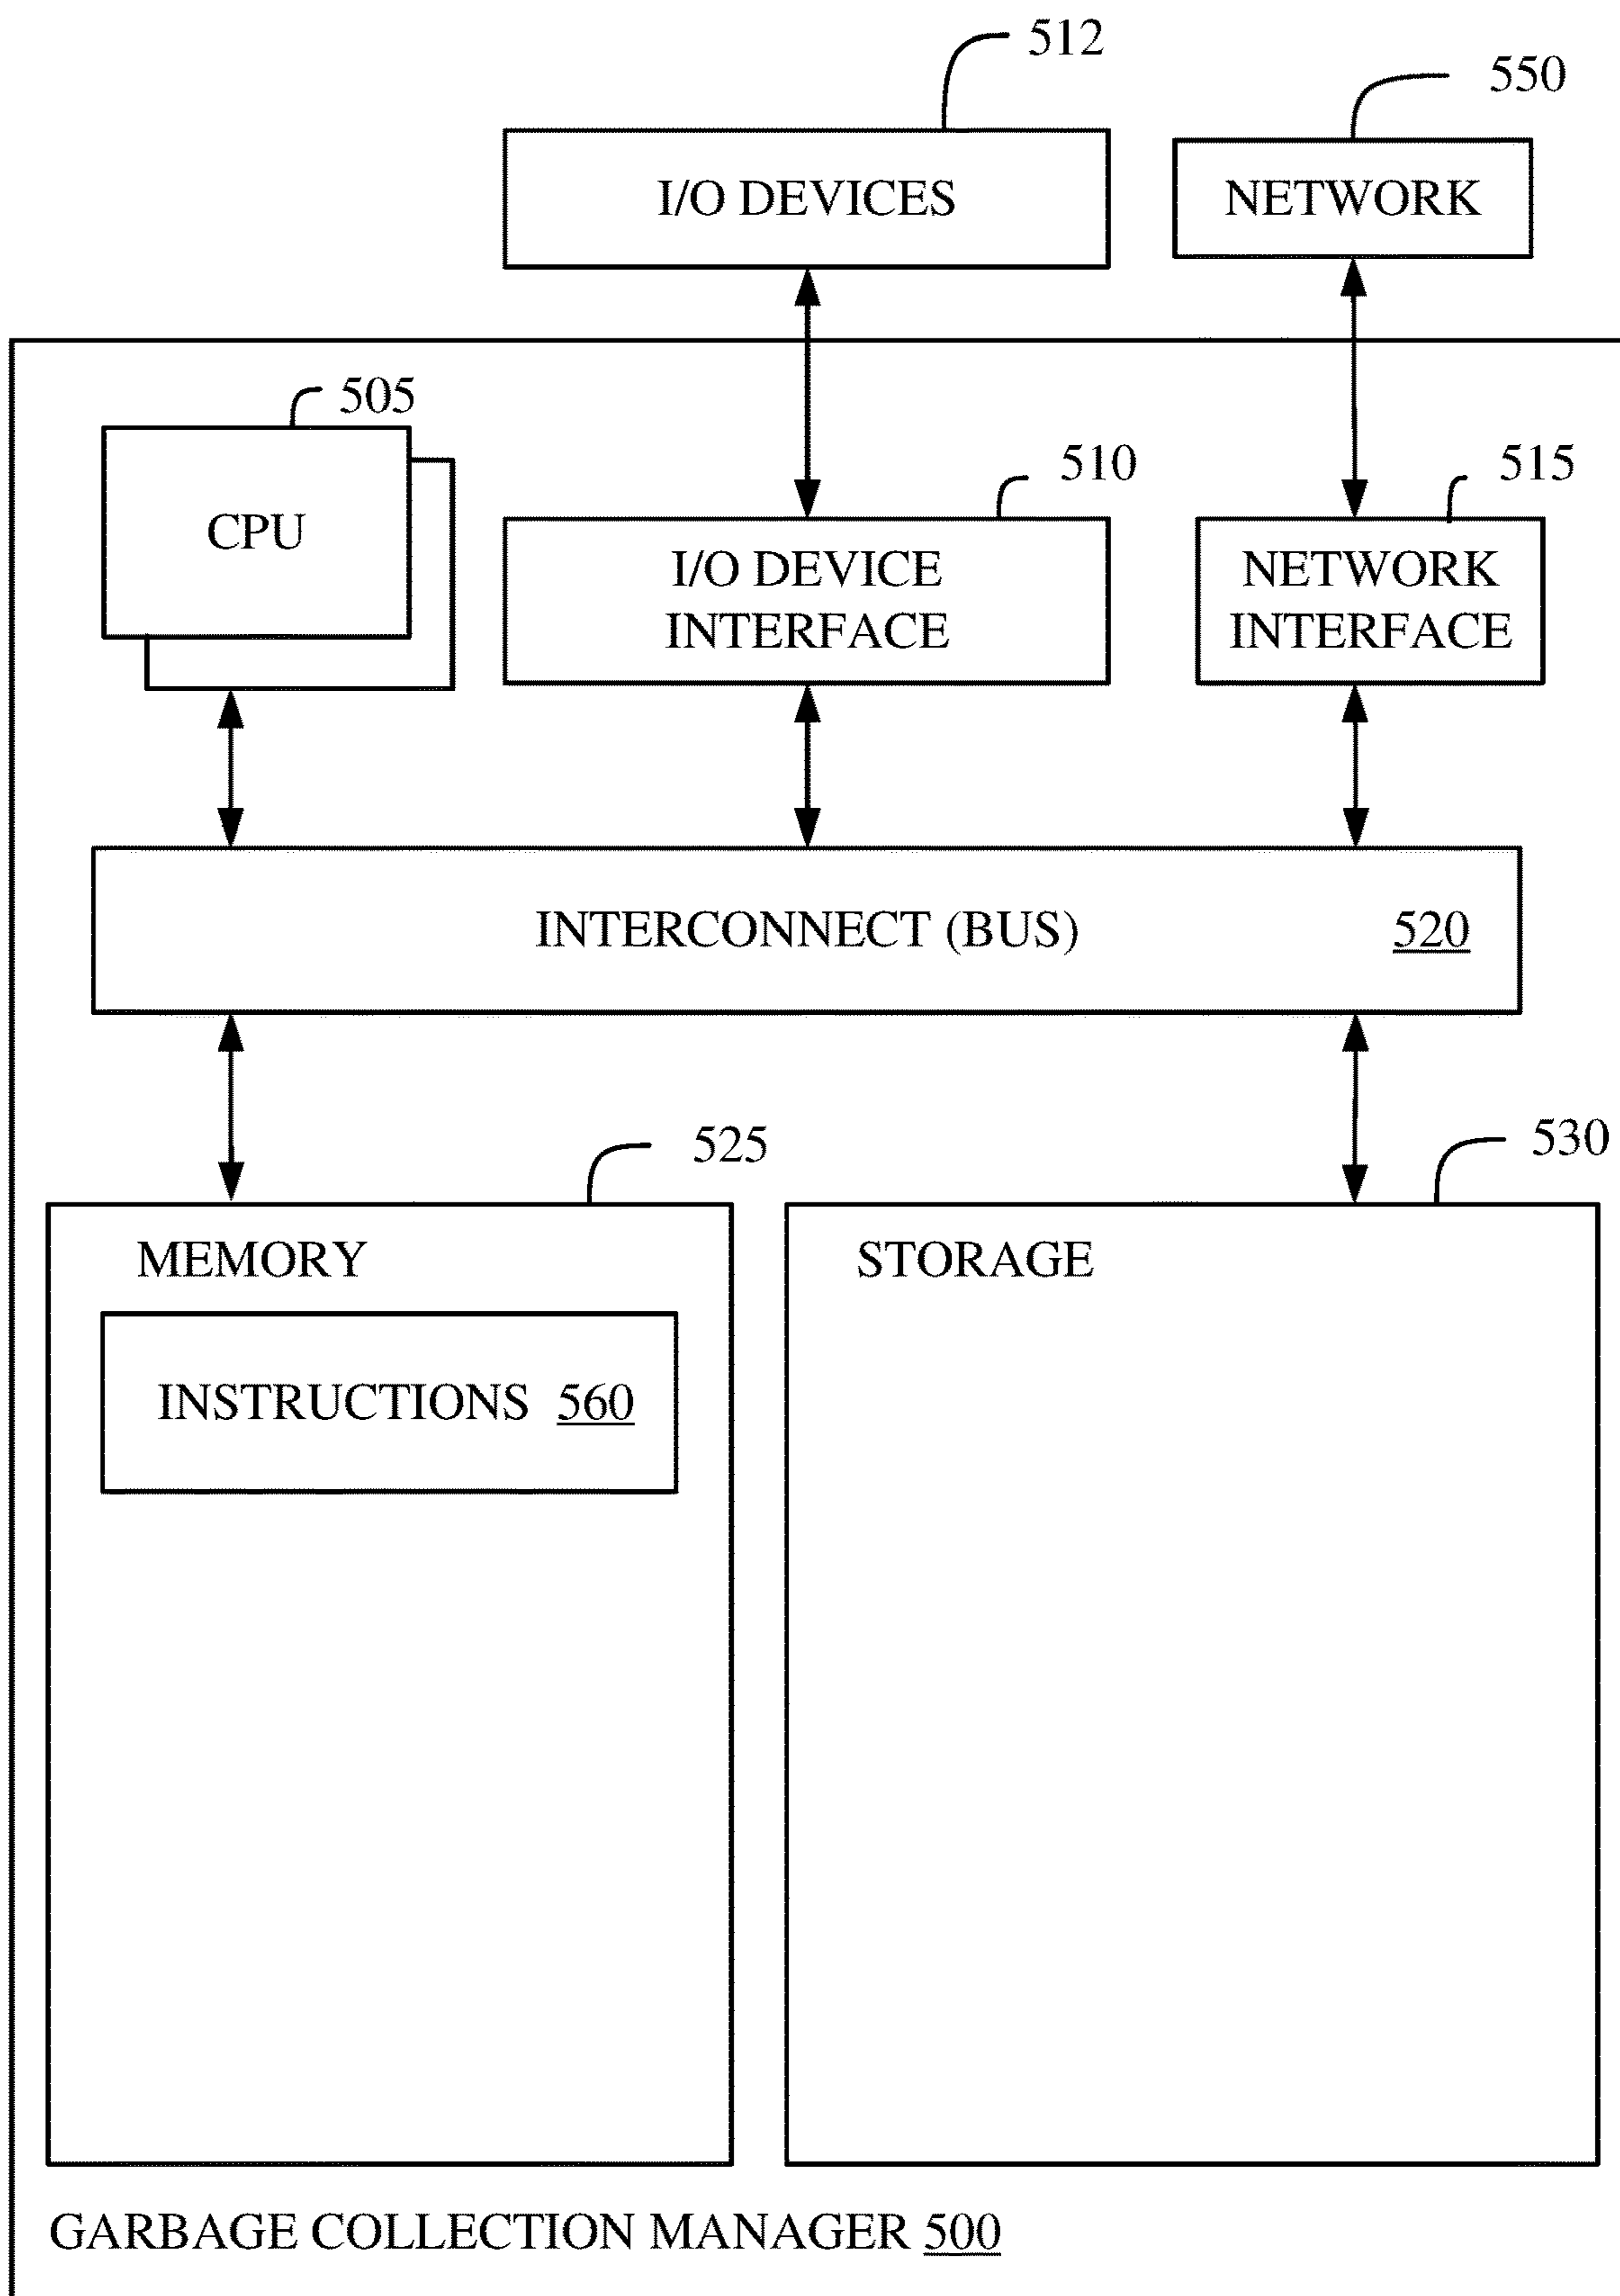 512
550
I/O DEVICES
NETWORK
505
510
515
CPU
I/O DEVICE
INTERFACE
NETWORK
INTERFACE
INTERCONNECT (BUS) 520
525
530
MEMORY
STORAGE
INSTRUCTIONS 560
GARBAGE COLLECTION MANAGER 500